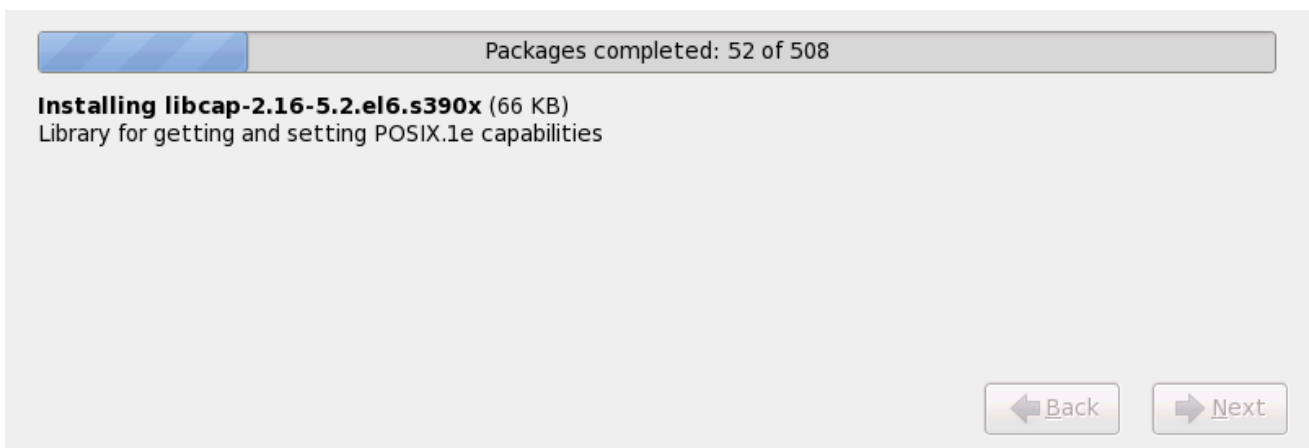 Packages completed: 52 of 508
Installing libcap-2.16-5.2.el6.s390x (66 KB)
Library for getting and setting POSIX.1e capabilities
Back
Next